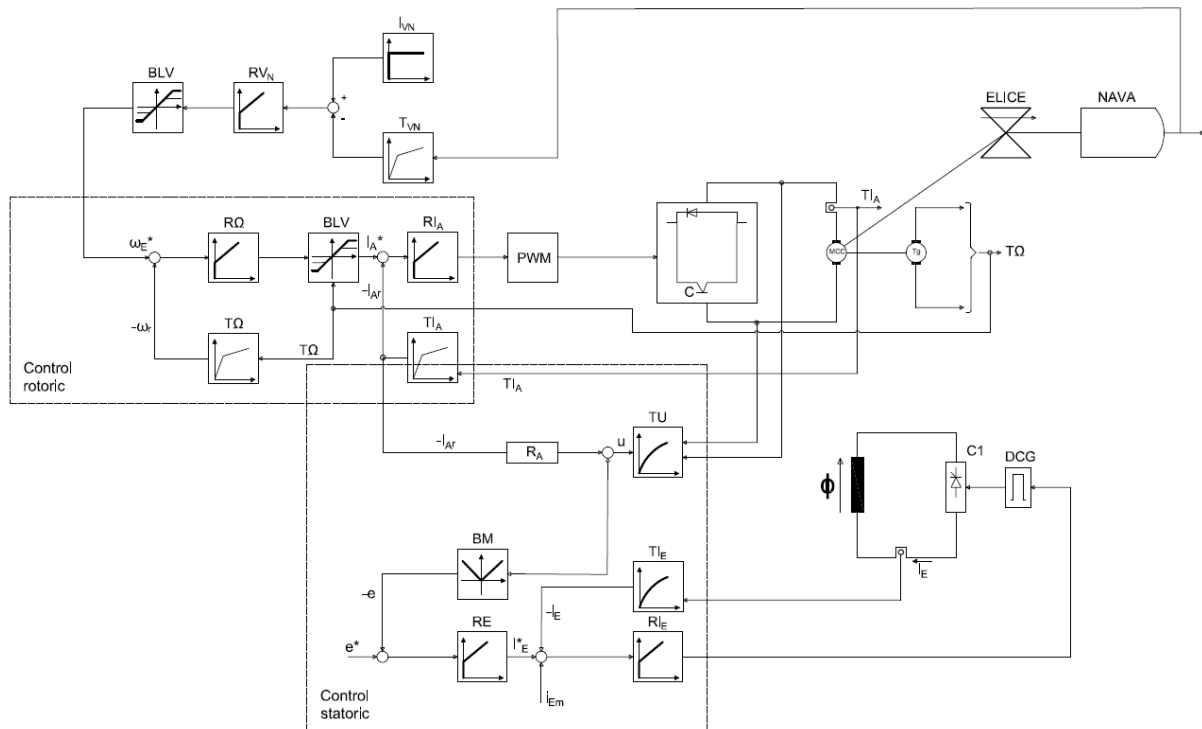 I_VN
BLV
RV_N
+
-
T_VN
ELICE
NAVA
ω_E*
RΩ
BLV
I_A*
RI_A
PWM
C
TI_A
MCC
Tg
TΩ
–I_Ar
–ω_r
TΩ
TΩ
TI_A
TI_A
Control
rotoric
–I_Ar
R_A
u
TU
C1
DCG
ϕ
BM
TI_E
I_E
–e
–I_E
RE
RI_E
e*
I*_E
i_Em
Control
statoric